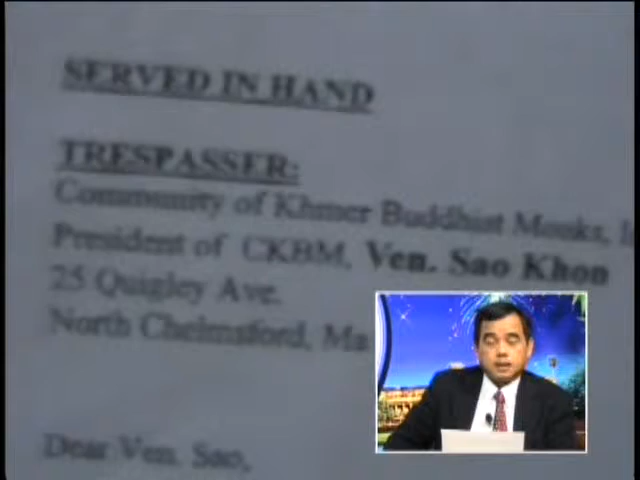 SERVED IN HAND
TRESPASSER:
Community of Khmer Buddhist Monks,
President of CKBM, Ven. Sao Khon
25 Quigley Ave.
North Chelmsford, Ma
Dear Ven. Sao,